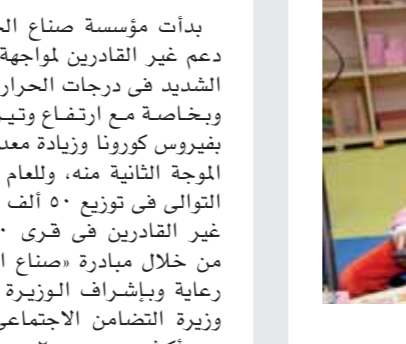 بدأت مؤسسة صناع
دعم غير القادرين لمواجهة
الشديد فى درجات
وبخاصة مع ارتفاع
بفيروس كورونا وزيادة
الموجة الثانية منه، وللعام
التوالى فى توزيع ٥٠ ألف
غير القادرين فى قرى
من خلال مبادرة «صناع
رعاية وبإشراف الوزيرة
وزيرة التضامن الاجتماعى